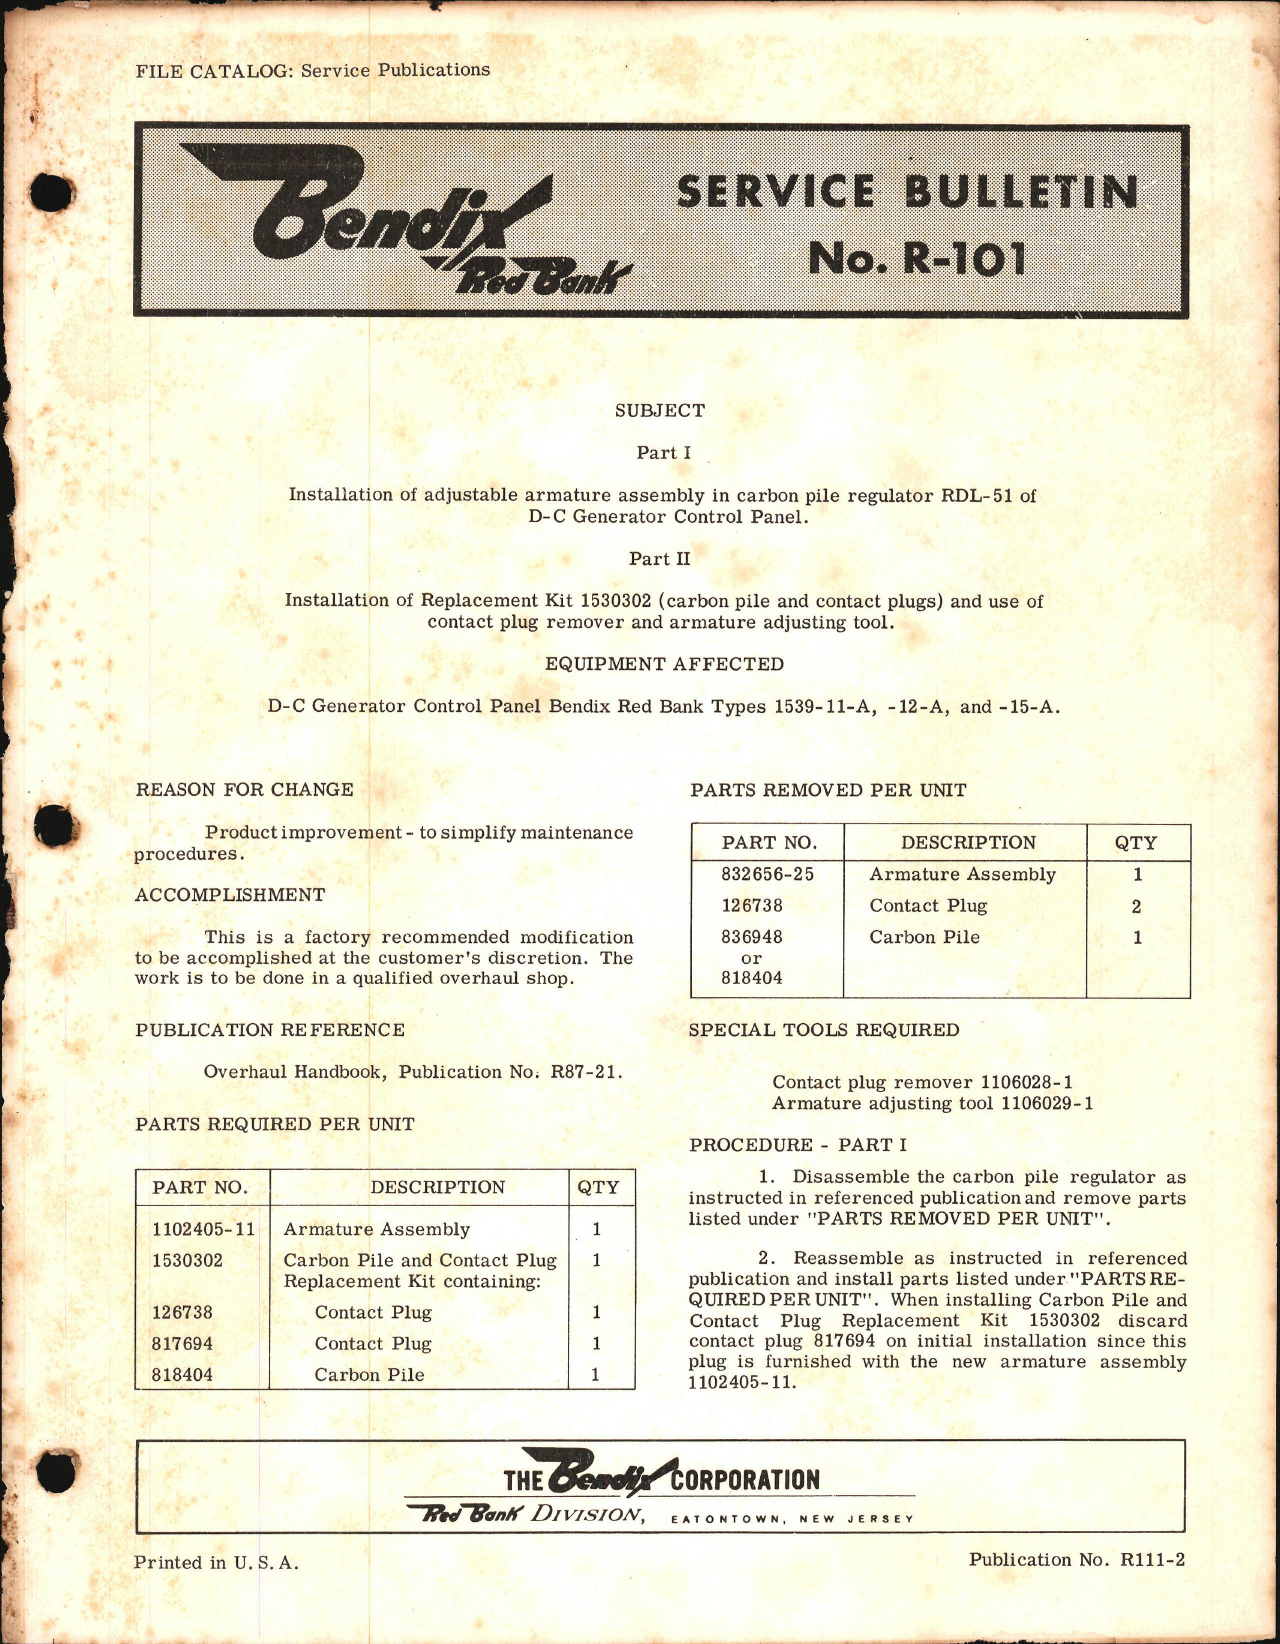 FILE CATALOG: Service Publications
Bendix
Red Bank
SERVICE BULLETIN
No. R-101
SUBJECT
Part I
Installation of adjustable armature assembly in carbon pile regulator RDL-51 of
D-C Generator Control Panel.
Part II
Installation of Replacement Kit 1530302 (carbon pile and contact plugs) and use of
contact plug remover and armature adjusting tool.
EQUIPMENT AFFECTED
D-C Generator Control Panel Bendix Red Bank Types 1539-11-A, -12-A, and -15-A.
REASON FOR CHANGE
Product improvement - to simplify maintenance
procedures.
ACCOMPLISHMENT
This is a factory recommended modification
to be accomplished at the customer's discretion. The
work is to be done in a qualified overhaul shop.
PUBLICATION REFERENCE
Overhaul Handbook, Publication No. R87-21.
PARTS REQUIRED PER UNIT
PART NO. DESCRIPTION QTY
1102405-11 Armature Assembly 1
1530302 Carbon Pile and Contact Plug 1
Replacement Kit containing:
126738 Contact Plug 1
817694 Contact Plug 1
818404 Carbon Pile 1
PARTS REMOVED PER UNIT
PART NO. DESCRIPTION QTY
832656-25 Armature Assembly 1
126738 Contact Plug 2
836948 Carbon Pile 1
or
818404
SPECIAL TOOLS REQUIRED
Contact plug remover 1106028-1
Armature adjusting tool 1106029-1
PROCEDURE - PART I
1. Disassemble the carbon pile regulator as
instructed in referenced publication and remove parts
listed under "PARTS REMOVED PER UNIT".
2. Reassemble as instructed in referenced
publication and install parts listed under "PARTS RE-
QUIRED PER UNIT". When installing Carbon Pile and
Contact Plug Replacement Kit 1530302 discard
contact plug 817694 on initial installation since this
plug is furnished with the new armature assembly
1102405-11.
THE Bendix CORPORATION
Red Bank DIVISION, EATONTOWN, NEW JERSEY
Printed in U.S.A.
Publication No. R111-2